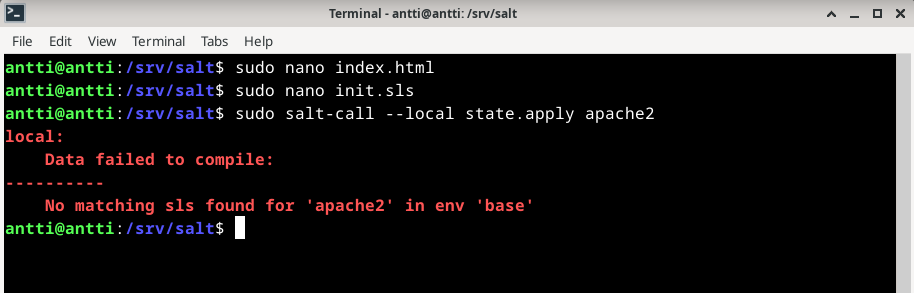 Terminal - antti@antti: /srv/salt
File Edit View Terminal Tabs Help
antti@antti:/srv/salt$ sudo nano index.html
antti@antti:/srv/salt$ sudo nano init.sls
antti@antti:/srv/salt$ sudo salt-call --local state.apply apache2
local:
    Data failed to compile:
----------
    No matching sls found for 'apache2' in env 'base'
antti@antti:/srv/salt$